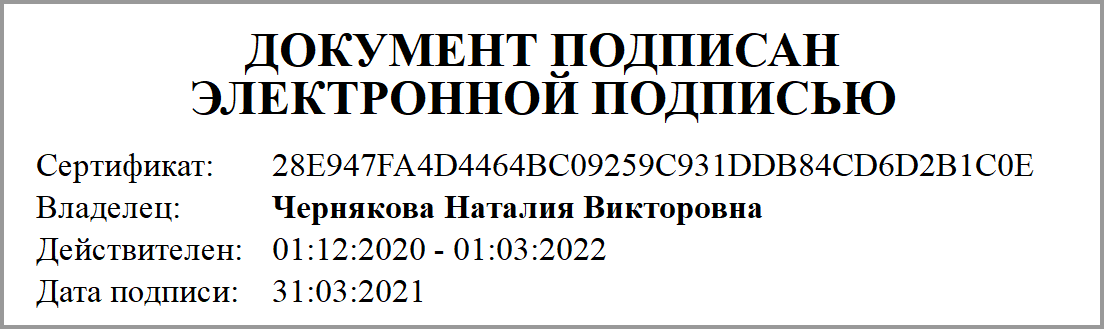 ДОКУМЕНТ ПОДПИСАН
ЭЛЕКТРОННОЙ ПОДПИСЬЮ
Сертификат: 28E947FA4D4464BC09259C931DDB84CD6D2B1C0E
Владелец: Чернякова Наталия Викторовна
Действителен: 01:12:2020 - 01:03:2022
Дата подписи: 31:03:2021